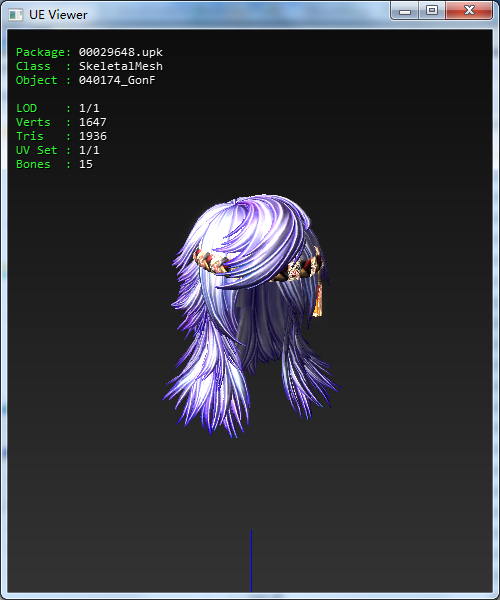 UE Viewer
Package: 00029648.upk
Class : SkeletalMesh
Object : 040174_GonF
LOD : 1/1
Verts : 1647
Tris : 1936
UV Set : 1/1
Bones : 15